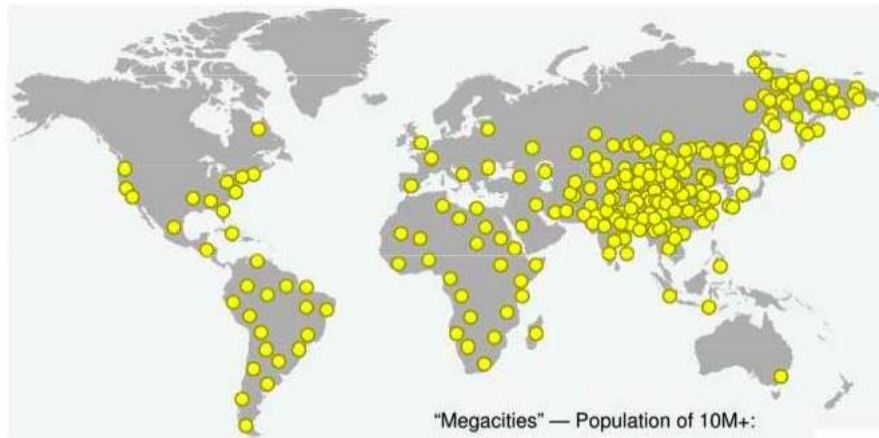 “Megacities” — Population of 10M+: